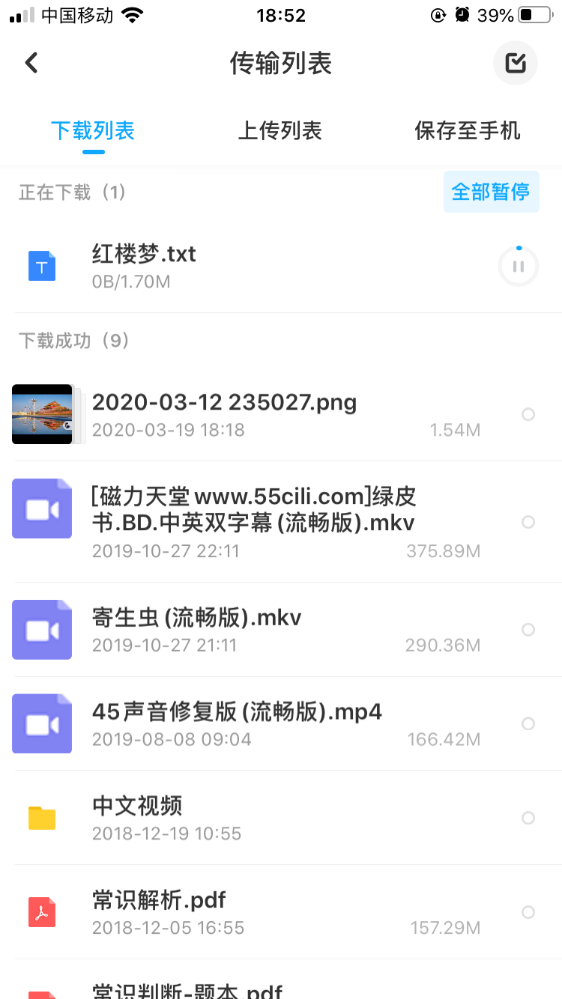 中国移动 18:52 39%
传输列表
下载列表 上传列表 保存至手机
正在下载（1） 全部暂停
红楼梦.txt
0B/1.70M
下载成功（9）
2020-03-12 235027.png
2020-03-19 18:18 1.54M
[磁力天堂www.55cili.com]绿皮
书.BD.中英双字幕(流畅版).mkv
2019-10-27 22:11 375.89M
寄生虫(流畅版).mkv
2019-10-27 21:11 290.36M
45声音修复版(流畅版).mp4
2019-08-08 09:04 166.42M
中文视频
2018-12-19 10:55
常识解析.pdf
2018-12-05 16:55 157.29M
常识判断-题本.pdf